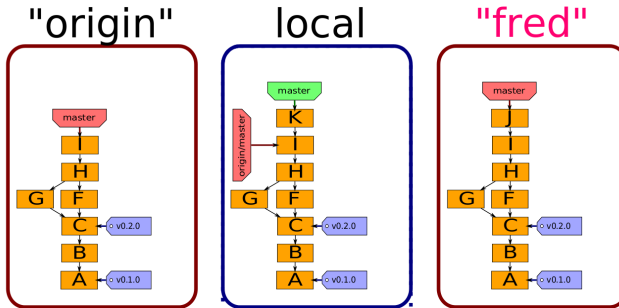 "origin"
master
I
H
G F
C v0.2.0
B
A v0.1.0
local
master
K
origin/master
I
H
G F
C v0.2.0
B
A v0.1.0
"fred"
master
J
I
H
G F
C v0.2.0
B
A v0.1.0